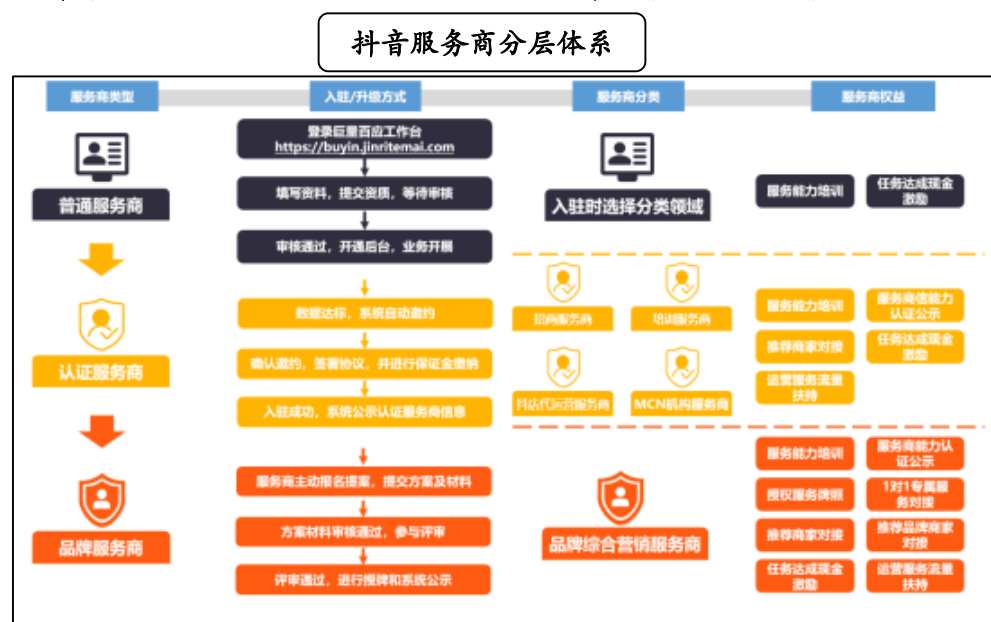 抖音服务商分层体系
服务商类型
入驻/升级方式
服务商分类
服务商权益
普通服务商
登录巨量百应工作台
https://buyin.jinritemai.com
填写资料，提交资质，等待审核
审核通过，开通后台，业务开展
入驻时选择分类领域
服务能力培训
任务达成现金
激励
认证服务商
数据达标，系统自动邀约
确认邀约，签署协议，并进行保证金缴纳
入驻成功，系统公示认证服务商信息
招商服务商
培训服务商
抖店代运营服务商
MCN机构服务商
服务能力培训
服务商信能力
认证公示
推荐商家对接
任务达成现金
激励
运营服务流量
扶持
品牌服务商
服务商主动报名提案，提交方案及材料
方案材料审核通过，参与评审
评审通过，进行授牌和系统公示
品牌综合营销服务商
服务能力培训
服务商能力认
证公示
授权服务牌照
1对1专属服
务对接
推荐商家对接
推荐品牌商家
对接
任务达成现金
激励
运营服务流量
扶持